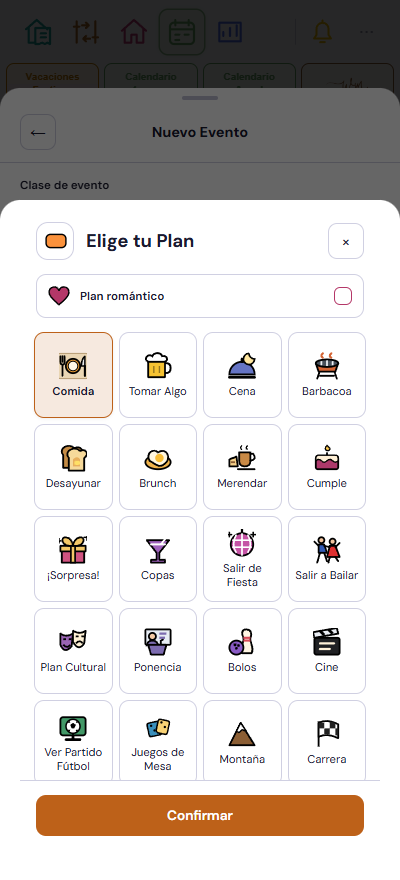 Vacaciones
Calendario
Calendario
←
Nuevo Evento
Clase de evento
Elige tu Plan
×
Plan romántico
Comida
Tomar Algo
Cena
Barbacoa
Desayunar
Brunch
Merendar
Cumple
¡Sorpresa!
Copas
Salir de
Fiesta
Salir a Bailar
Plan Cultural
Ponencia
Bolos
Cine
Ver Partido
Fútbol
Juegos de
Mesa
Montaña
Carrera
Confirmar